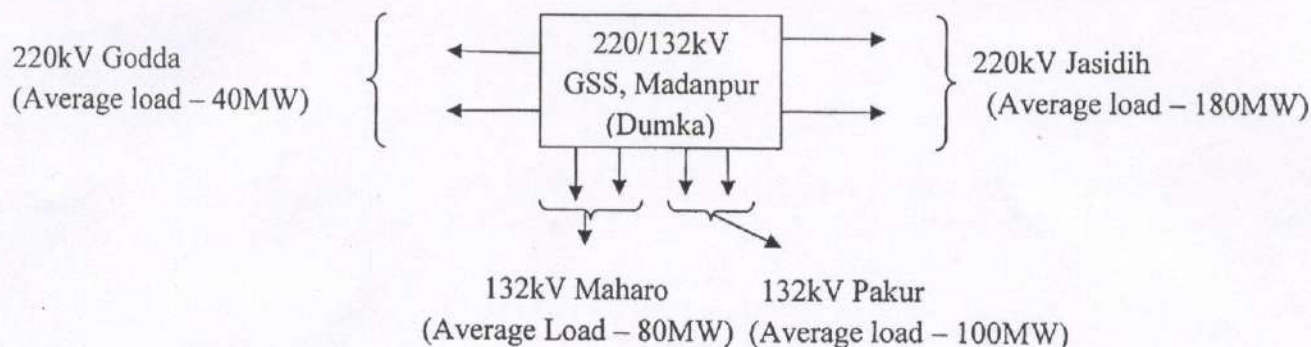 220kV Godda
(Average load – 40MW)
220/132kV
GSS, Madanpur
(Dumka)
220kV Jasidih
(Average load – 180MW)
132kV Maharo
(Average Load – 80MW)
132kV Pakur
(Average load – 100MW)